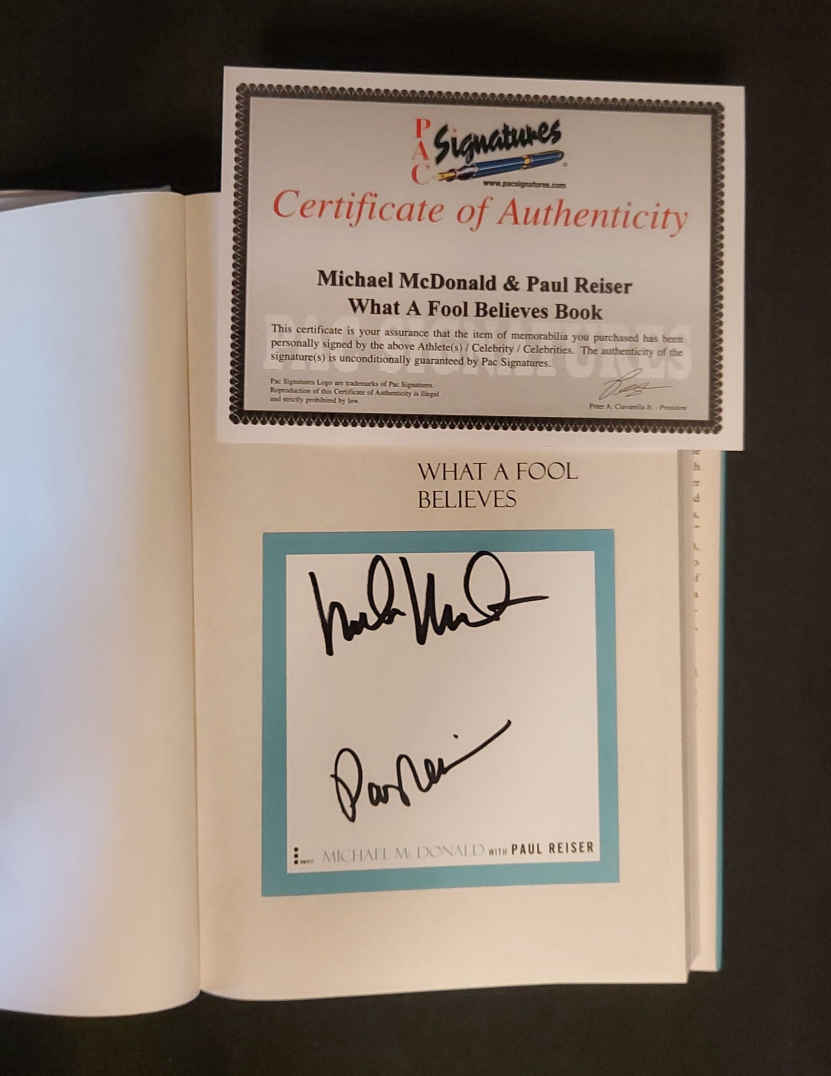 PAC
Signatures
www.pacsignatures.com
Certificate of Authenticity
Michael McDonald & Paul Reiser
What A Fool Believes Book
This certificate is your assurance that the item of memorabilia you purchased has been
personally signed by the above Athlete(s) / Celebrity / Celebrities. The authenticity of the
signature(s) is unconditionally guaranteed by Pac Signatures.
Pac Signatures Logo are trademarks of Pac Signatures.
Reproduction of this Certificate of Authenticity is illegal
and strictly prohibited by law.
Peter A. Ciavarella Jr. - President
WHAT A FOOL
BELIEVES
Paul Reiser
MICHAEL McDONALD WITH PAUL REISER